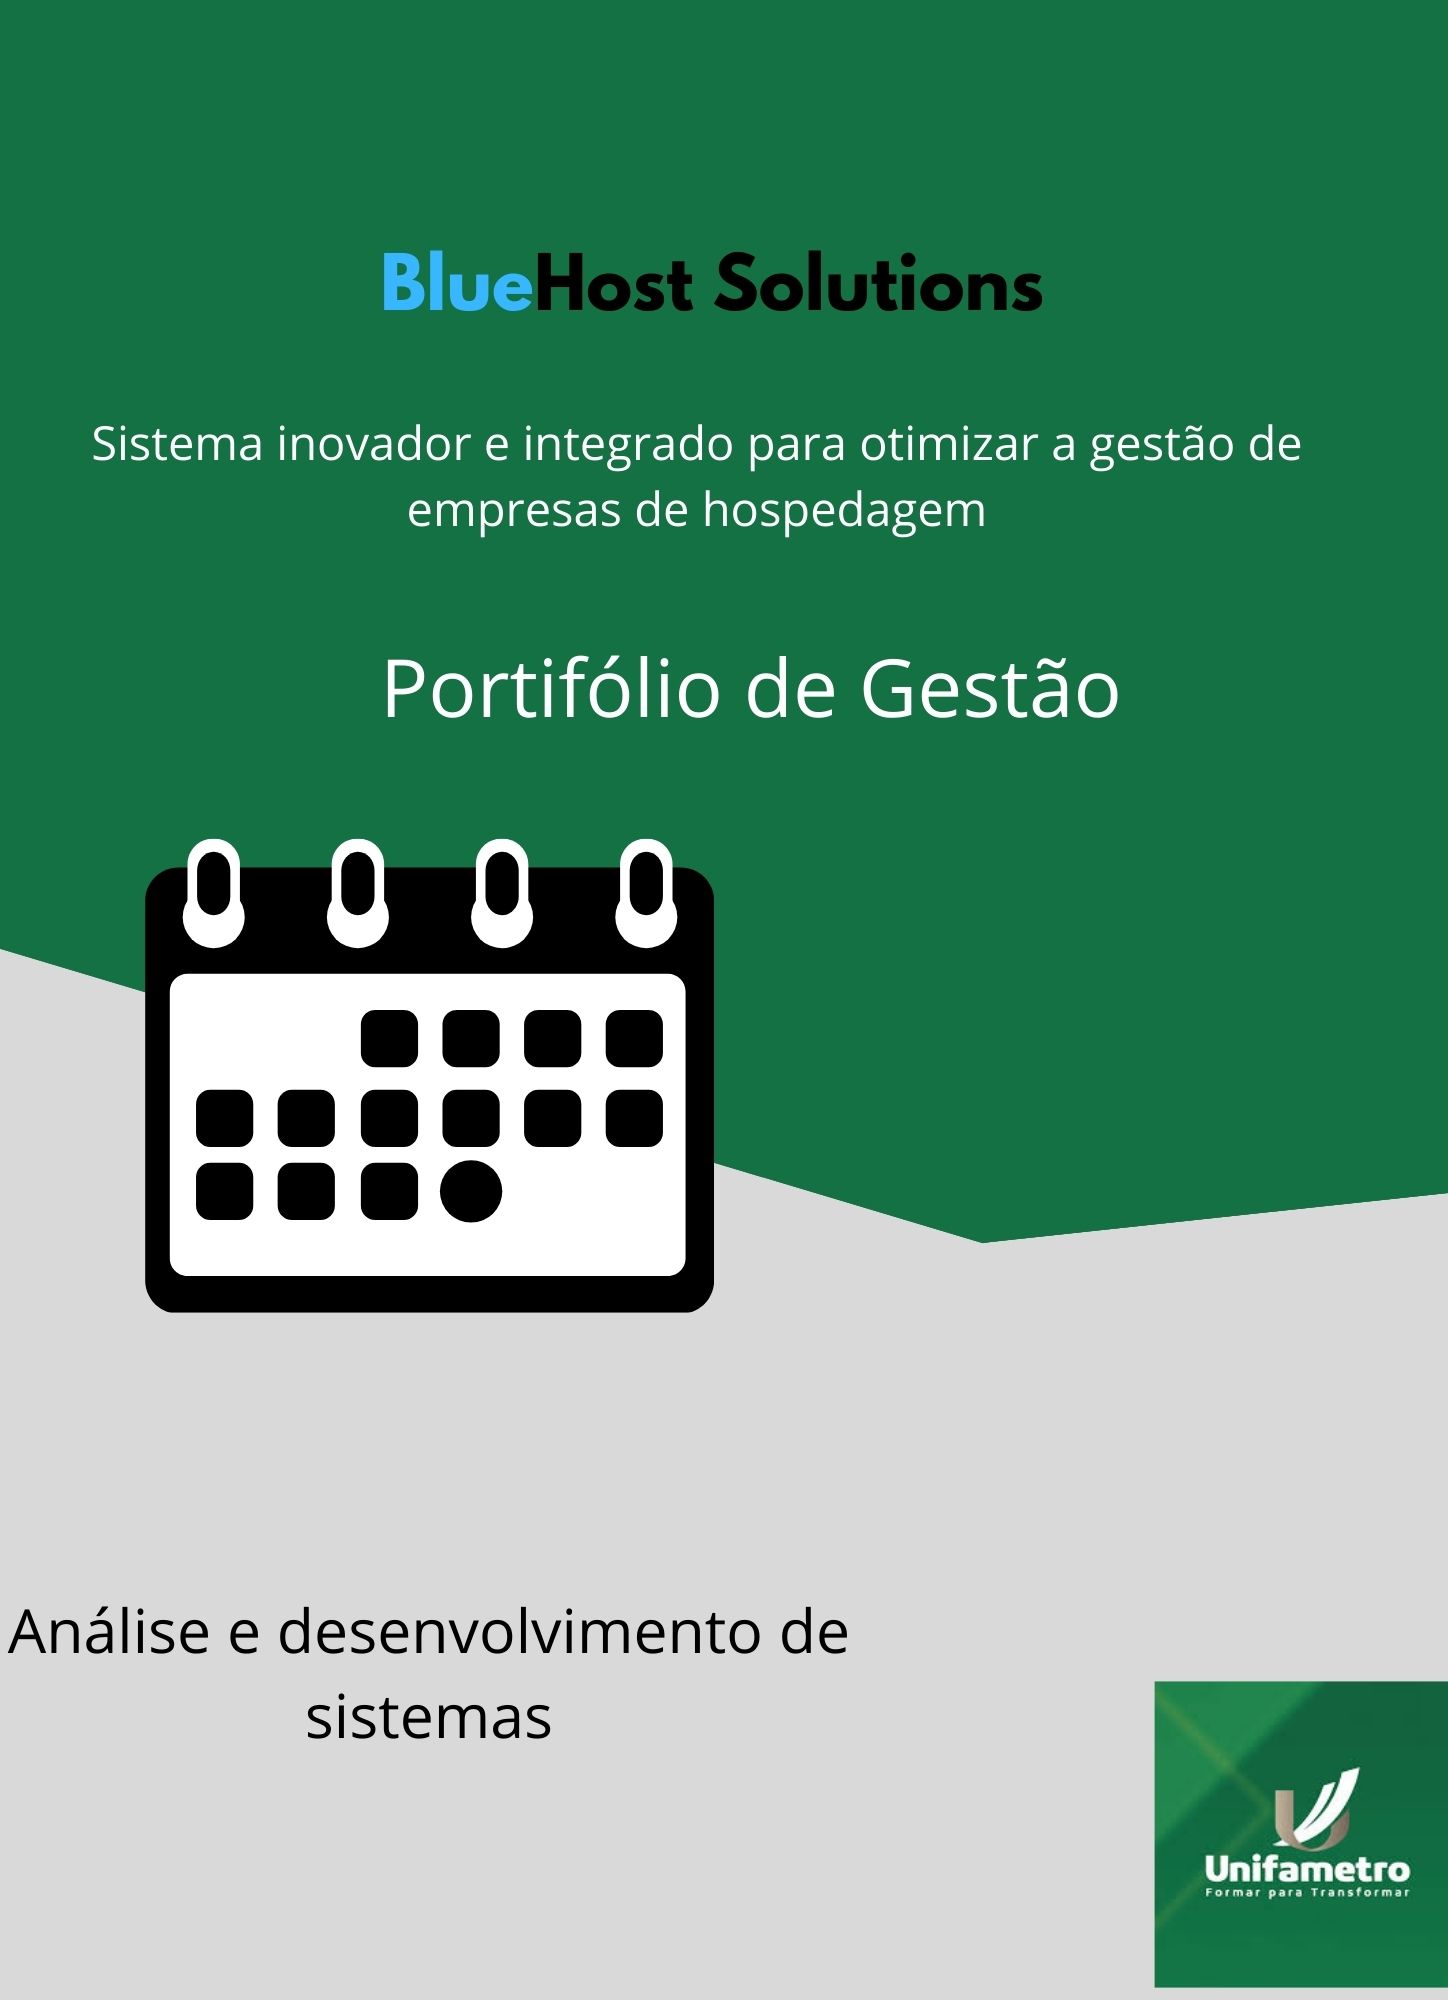 BlueHost Solutions
Sistema inovador e integrado para otimizar a gestão de
empresas de hospedagem
Portifólio de Gestão
Análise e desenvolvimento de
sistemas
Unifametro
Formar para Transformar